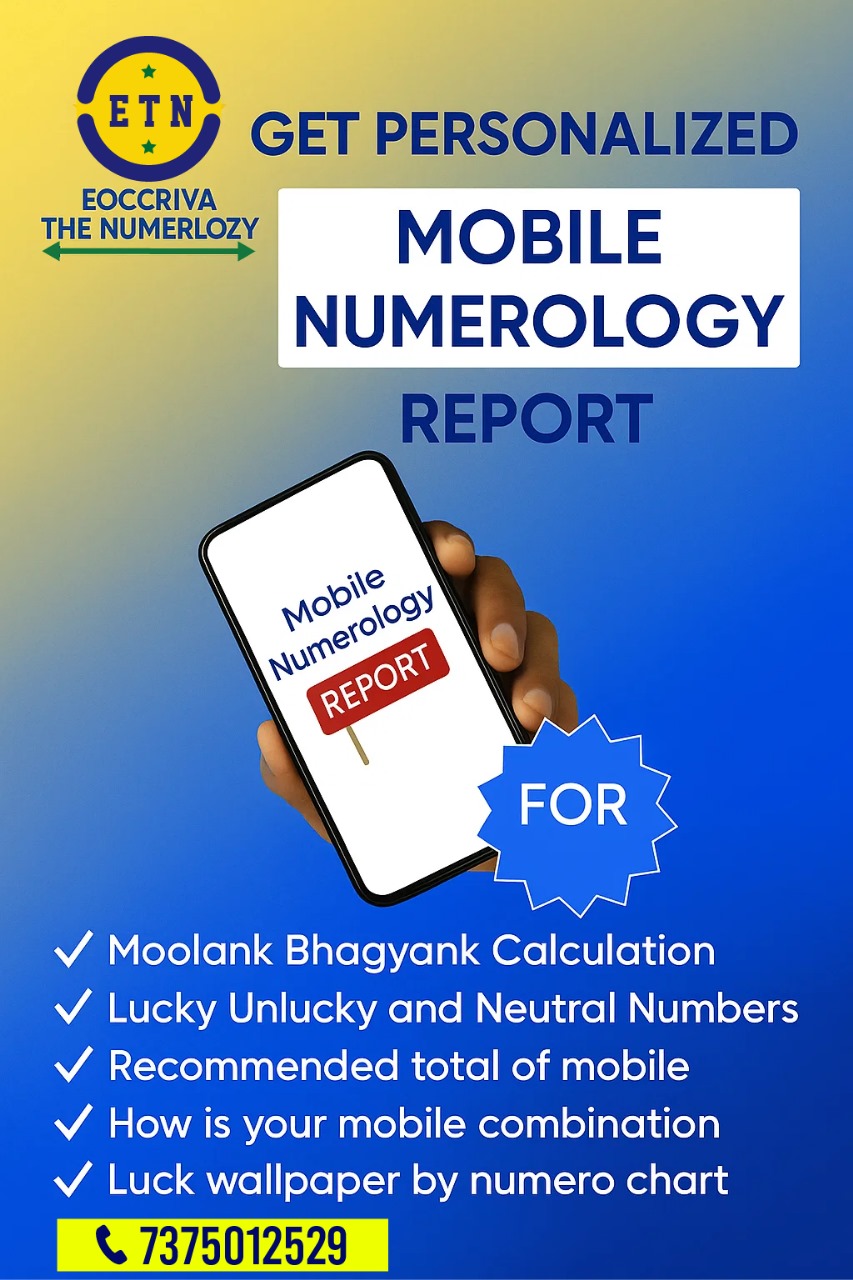 ETN
EOCCRIVA
THE NUMERLOZY
GET PERSONALIZED
MOBILE
NUMEROLOGY
REPORT
Mobile
Numerology
REPORT
FOR
Moolank Bhagyank Calculation
Lucky Unlucky and Neutral Numbers
Recommended total of mobile
How is your mobile combination
Luck wallpaper by numero chart
7375012529